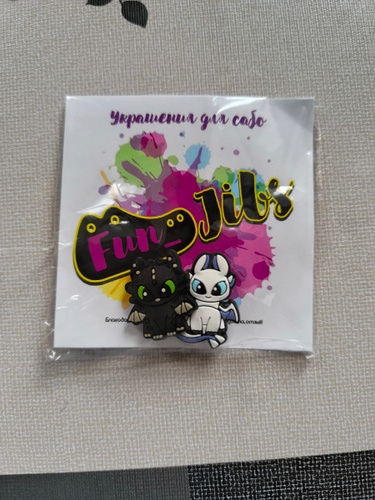 Украшения для сабо
Fun_Jibs